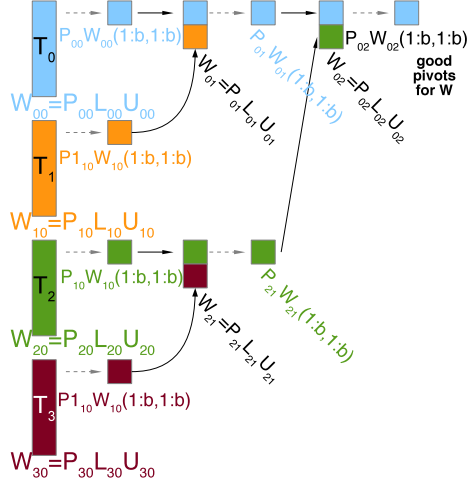 T₀
P₀₀W₀₀(1:b,1:b)
W₀₀=P₀₀L₀₀U₀₀
W₀₁=P₀₁L₀₁U₀₁
P₀₁W₀₁(1:b,1:b)
W₀₂=P₀₂L₀₂U₀₂
P₀₂W₀₂(1:b,1:b)
good
pivots
for W
T₁
P1₁₀W₁₀(1:b,1:b)
W₁₀=P₁₀L₁₀U₁₀
T₂
P₁₀W₁₀(1:b,1:b)
W₂₀=P₂₀L₂₀U₂₀
W₂₁=P₂₁L₂₁U₂₁
P₂₁W₂₁(1:b,1:b)
T₃
P1₁₀W₁₀(1:b,1:b)
W₃₀=P₃₀L₃₀U₃₀